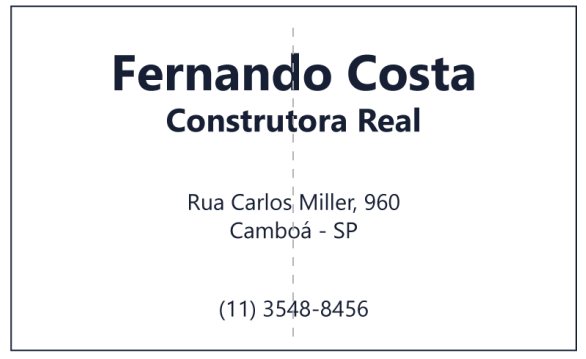 Fernando Costa
Construtora Real
Rua Carlos Miller, 960
Camboá - SP
(11) 3548-8456